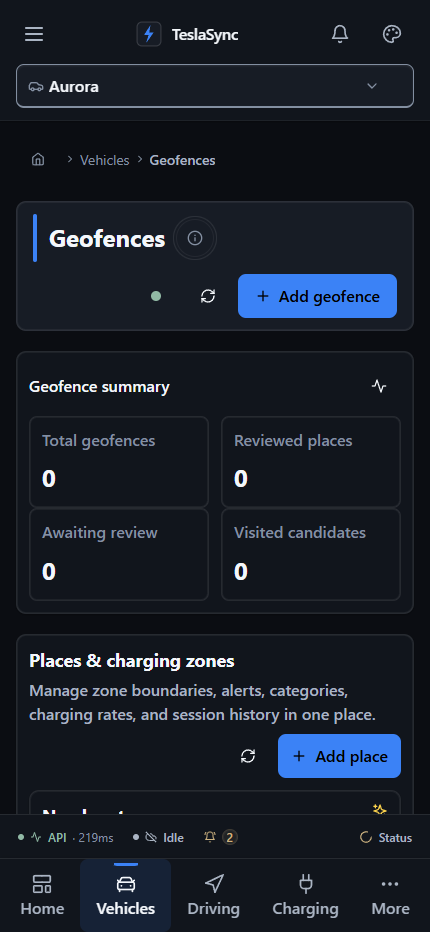 TeslaSync
Aurora
Vehicles Geofences
Geofences
Add geofence
Geofence summary
Total geofences
0
Reviewed places
0
Awaiting review
0
Visited candidates
0
Places & charging zones
Manage zone boundaries, alerts, categories,
charging rates, and session history in one place.
Add place
API · 219ms Idle 2 Status
Home Vehicles Driving Charging More